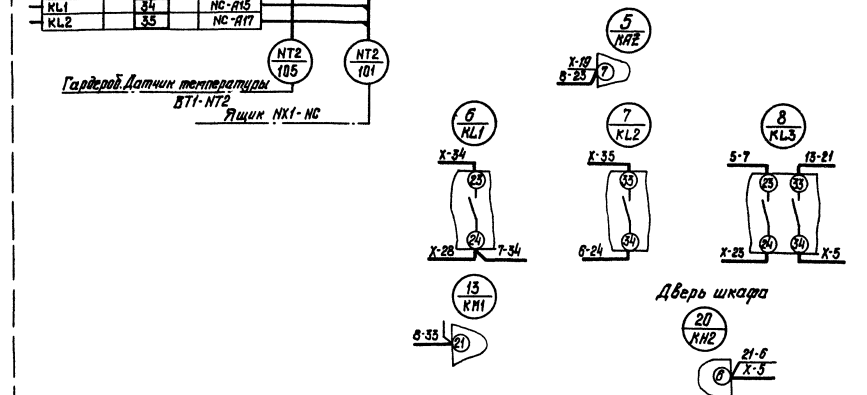 KL1 34 NC-A15
KL2 35 NC-A17
NT2
105
NT2
101
Гардероб. Датчик температуры
BT1-NT2
Ящик NX1-NC
5
KAZ
X-19
8-23
7
6
KL1
7
KL2
8
KL3
X-34
X-35
5-7
13-21
23
33
23
33
24
34
24
34
X-28
7-34
6-24
X-23
X-5
13
KM1
Дверь шкафа
20
KH2
8-33
21
21-6
X-5
6